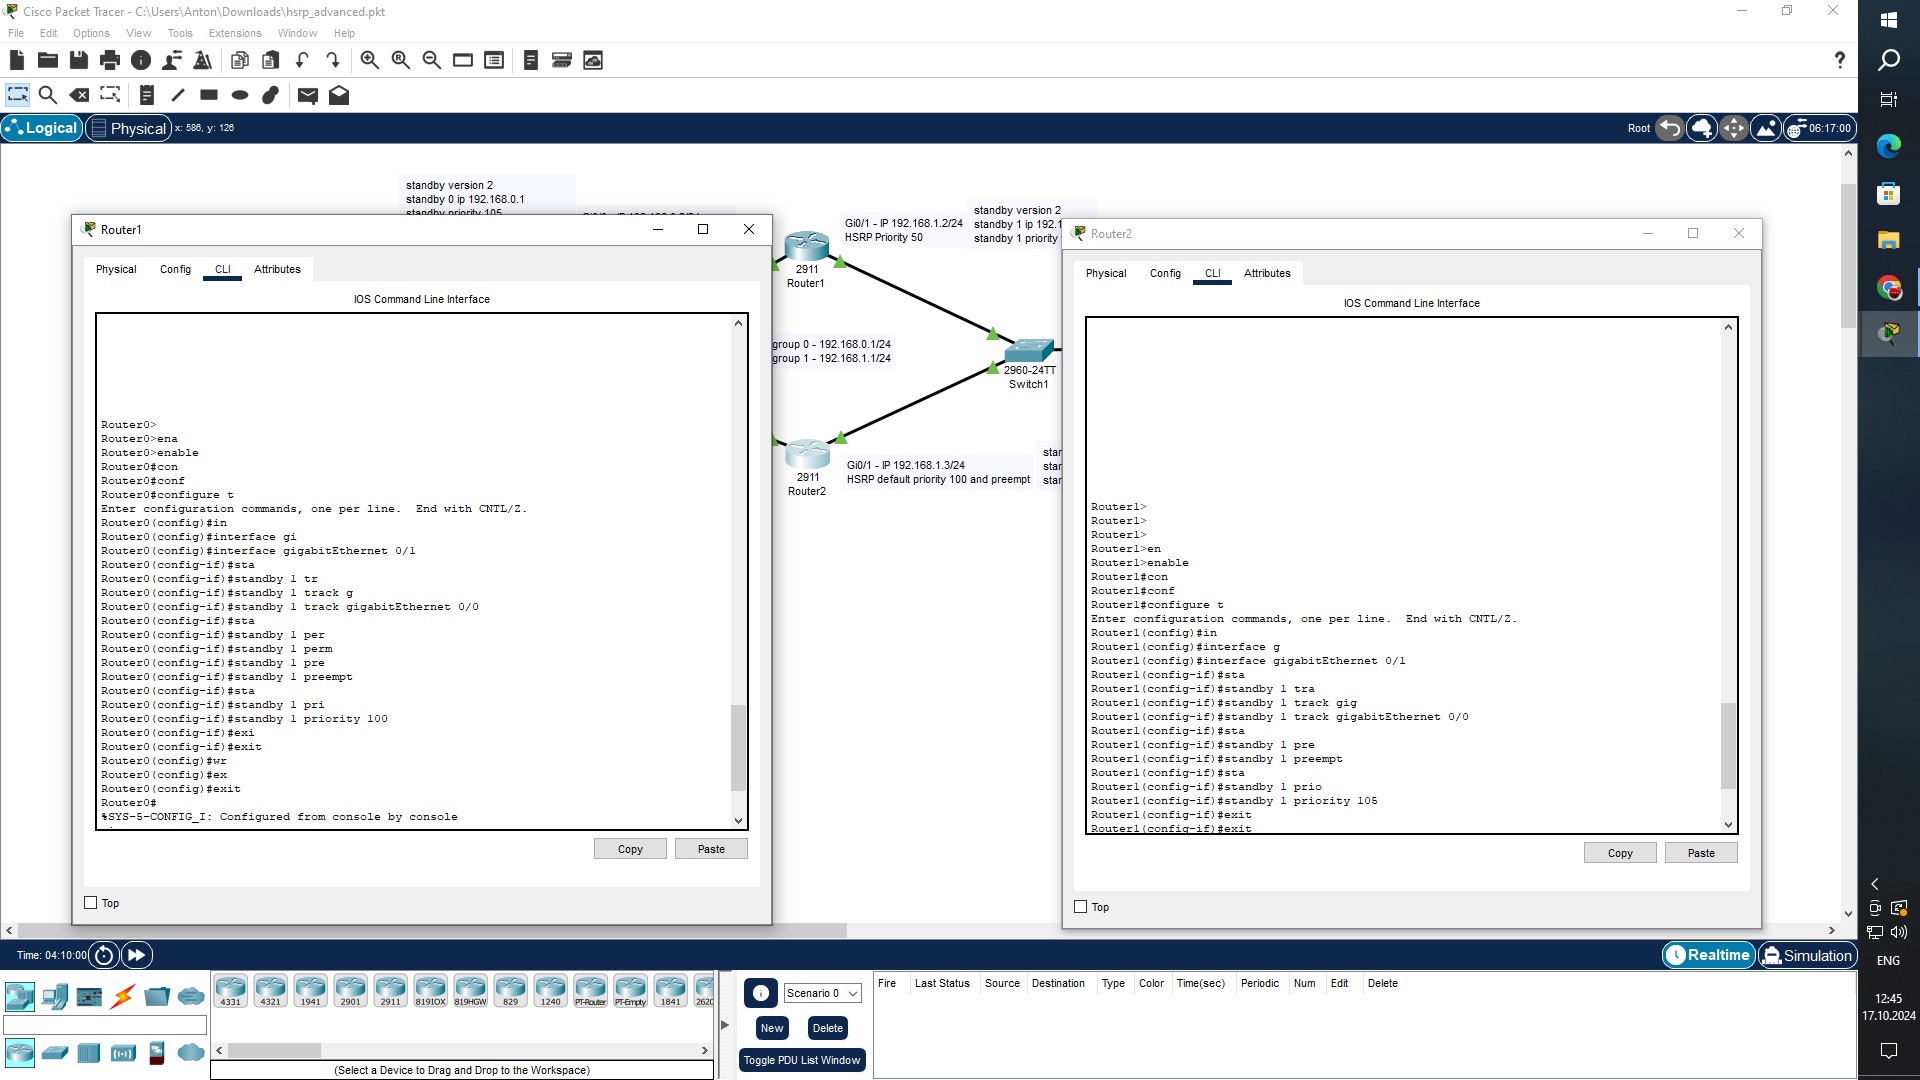 Cisco Packet Tracer - C:\Users\Anton\Downloads\hsrp_advanced.pkt
File Edit Options View Tools Extensions Window Help
Logical Physical x: 586, y: 126
Root 06:17:00
standby version 2
standby 0 ip 192.168.0.1
standby priority 105
Router1
Physical Config CLI Attributes
IOS Command Line Interface
Router0>
Router0>ena
Router0>enable
Router0#con
Router0#conf
Router0#configure t
Enter configuration commands, one per line. End with CNTL/Z.
Router0(config)#in
Router0(config)#interface gi
Router0(config)#interface gigabitEthernet 0/1
Router0(config-if)#sta
Router0(config-if)#standby 1 tr
Router0(config-if)#standby 1 track g
Router0(config-if)#standby 1 track gigabitEthernet 0/0
Router0(config-if)#sta
Router0(config-if)#standby 1 per
Router0(config-if)#standby 1 perm
Router0(config-if)#standby 1 pre
Router0(config-if)#standby 1 preempt
Router0(config-if)#sta
Router0(config-if)#standby 1 pri
Router0(config-if)#standby 1 priority 100
Router0(config-if)#exi
Router0(config-if)#exit
Router0(config)#wr
Router0(config)#ex
Router0(config)#exit
Router0#
%SYS-5-CONFIG_I: Configured from console by console
Copy Paste
Top
Gi0/1 - IP 192.168.1.2/24
HSRP Priority 50
2911
Router1
standby version 2
standby 1 ip 192.1
standby 1 priority
group 0 - 192.168.0.1/24
group 1 - 192.168.1.1/24
2960-24TT
Switch1
2911
Router2
Gi0/1 - IP 192.168.1.3/24
HSRP default priority 100 and preempt
star
star
star
Router2
Physical Config CLI Attributes
IOS Command Line Interface
Router1>
Router1>
Router1>
Router1>en
Router1>enable
Router1#con
Router1#conf
Router1#configure t
Enter configuration commands, one per line. End with CNTL/Z.
Router1(config)#in
Router1(config)#interface g
Router1(config)#interface gigabitEthernet 0/1
Router1(config-if)#sta
Router1(config-if)#standby 1 tra
Router1(config-if)#standby 1 track gig
Router1(config-if)#standby 1 track gigabitEthernet 0/0
Router1(config-if)#sta
Router1(config-if)#standby 1 pre
Router1(config-if)#standby 1 preempt
Router1(config-if)#sta
Router1(config-if)#standby 1 prio
Router1(config-if)#standby 1 priority 105
Router1(config-if)#exit
Router1(config-if)#exit
Copy Paste
Top
Time: 04:10:00
Realtime Simulation
4331 4321 1941 2901 2911 819IOX 819HGW 829 1240 PT-Router PT-Empty 1841 2620
(Select a Device to Drag and Drop to the Workspace)
Scenario 0
New Delete
Toggle PDU List Window
Fire Last Status Source Destination Type Color Time(sec) Periodic Num Edit Delete
ENG
12:45
17.10.2024